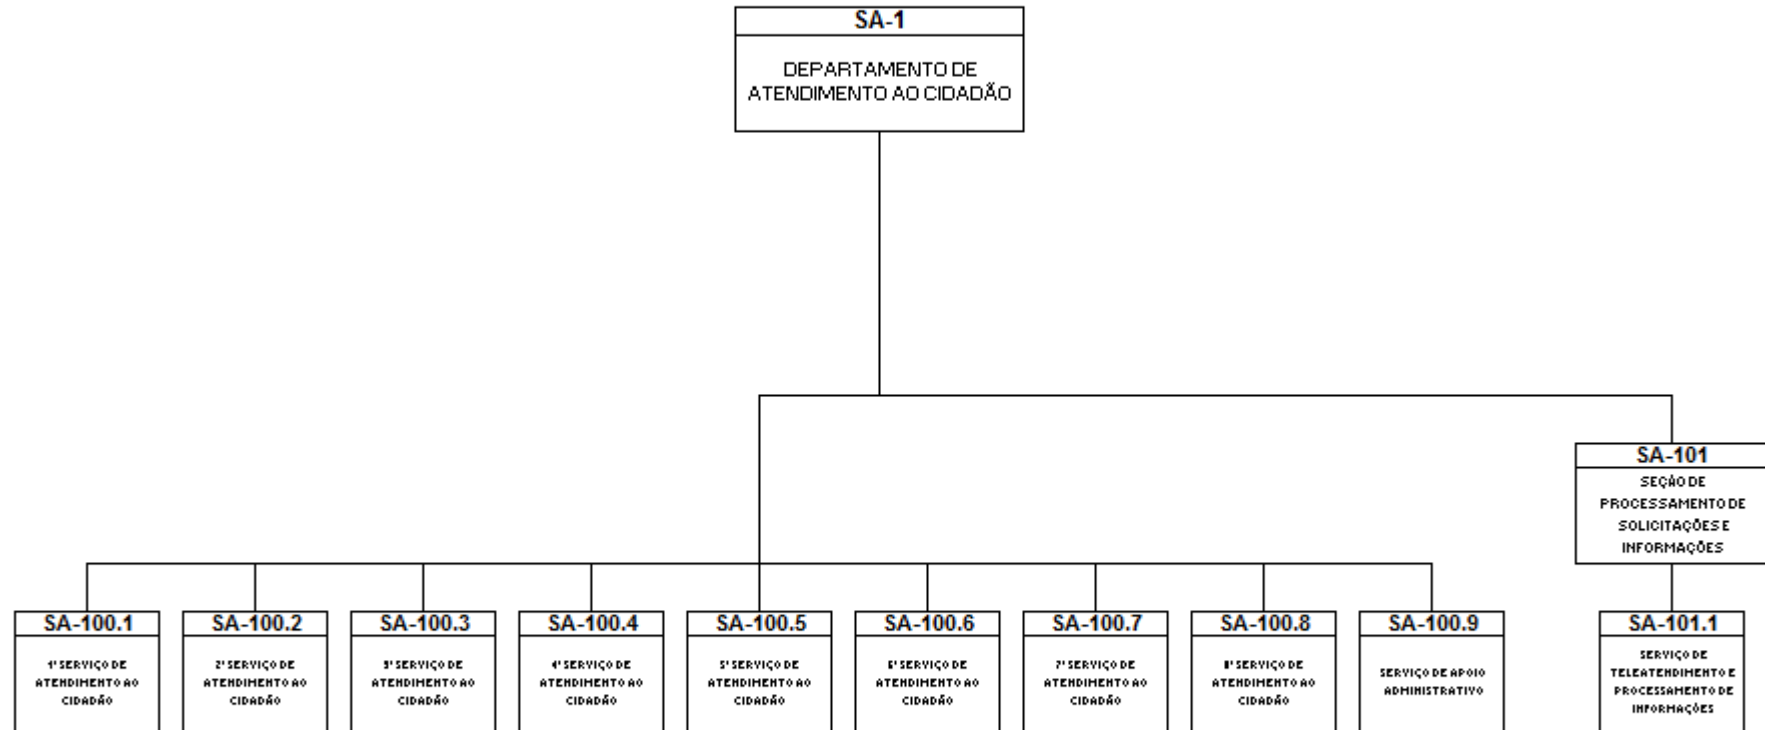 SA-1
DEPARTAMENTO DE
ATENDIMENTO AO CIDADÃO
SA-101
SEÇÃO DE
PROCESSAMENTO DE
SOLICITAÇÕES E
INFORMAÇÕES
SA-100.1
1º SERVIÇO DE
ATENDIMENTO AO
CIDADÃO
SA-100.2
2º SERVIÇO DE
ATENDIMENTO AO
CIDADÃO
SA-100.3
3º SERVIÇO DE
ATENDIMENTO AO
CIDADÃO
SA-100.4
4º SERVIÇO DE
ATENDIMENTO AO
CIDADÃO
SA-100.5
5º SERVIÇO DE
ATENDIMENTO AO
CIDADÃO
SA-100.6
6º SERVIÇO DE
ATENDIMENTO AO
CIDADÃO
SA-100.7
7º SERVIÇO DE
ATENDIMENTO AO
CIDADÃO
SA-100.8
8º SERVIÇO DE
ATENDIMENTO AO
CIDADÃO
SA-100.9
SERVIÇO DE APOIO
ADMINISTRATIVO
SA-101.1
SERVIÇO DE
TELEATENDIMENTO E
PROCESSAMENTO DE
INFORMAÇÕES